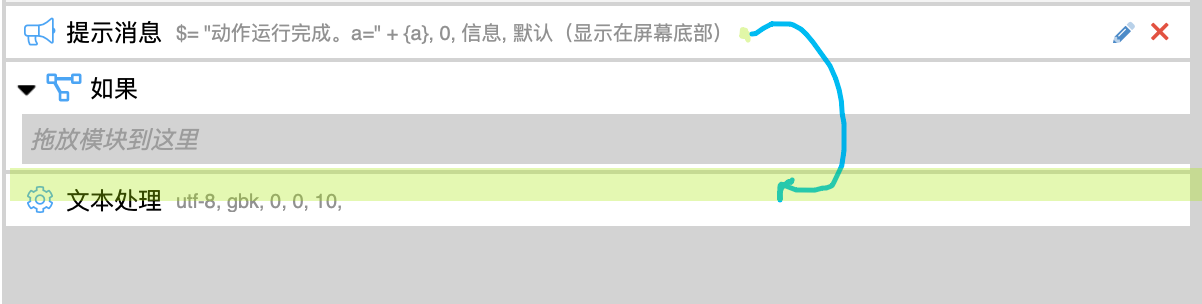 提示消息 $= "动作运行完成。a=" + {a}, 0, 信息, 默认（显示在屏幕底部）
如果
拖放模块到这里
文本处理 utf-8, gbk, 0, 0, 10,